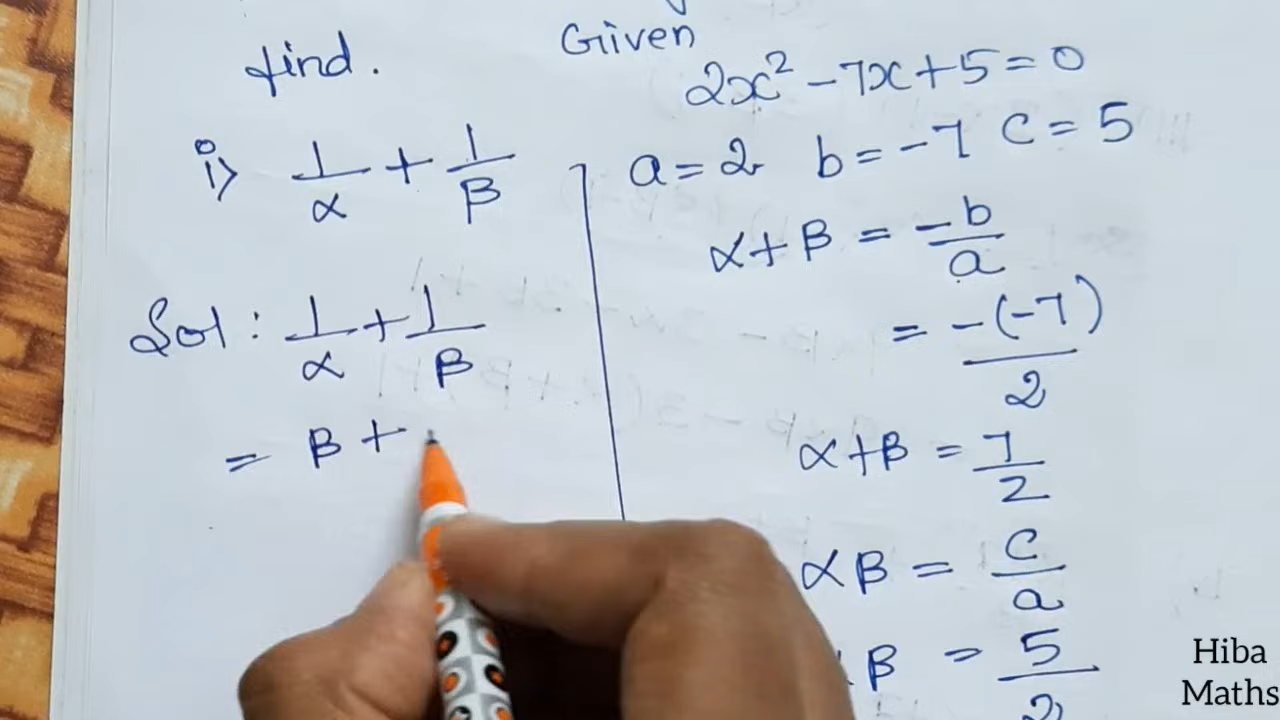 find.
i) 1/α + 1/β
Sol: 1/α + 1/β
= β +
Given
2x² - 7x + 5 = 0
a = 2 b = -7 c = 5
α + β = -b/a
= -(-7)/2
α + β = 7/2
αβ = c/a
β = 5/2
Hiba
Maths